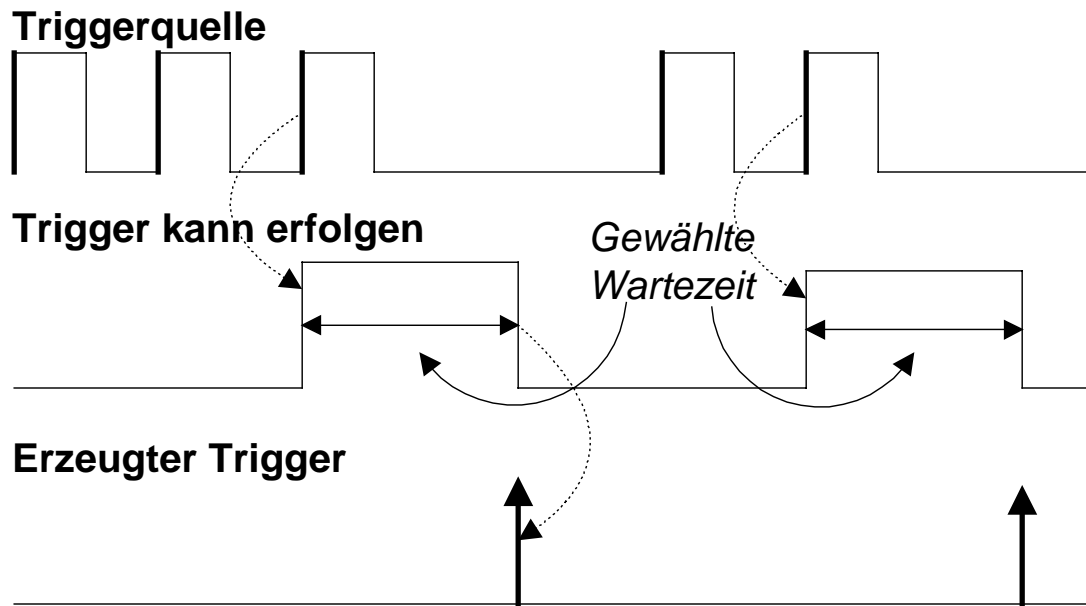 Triggerquelle
Trigger kann erfolgen
Gewählte
Wartezeit
Erzeugter Trigger